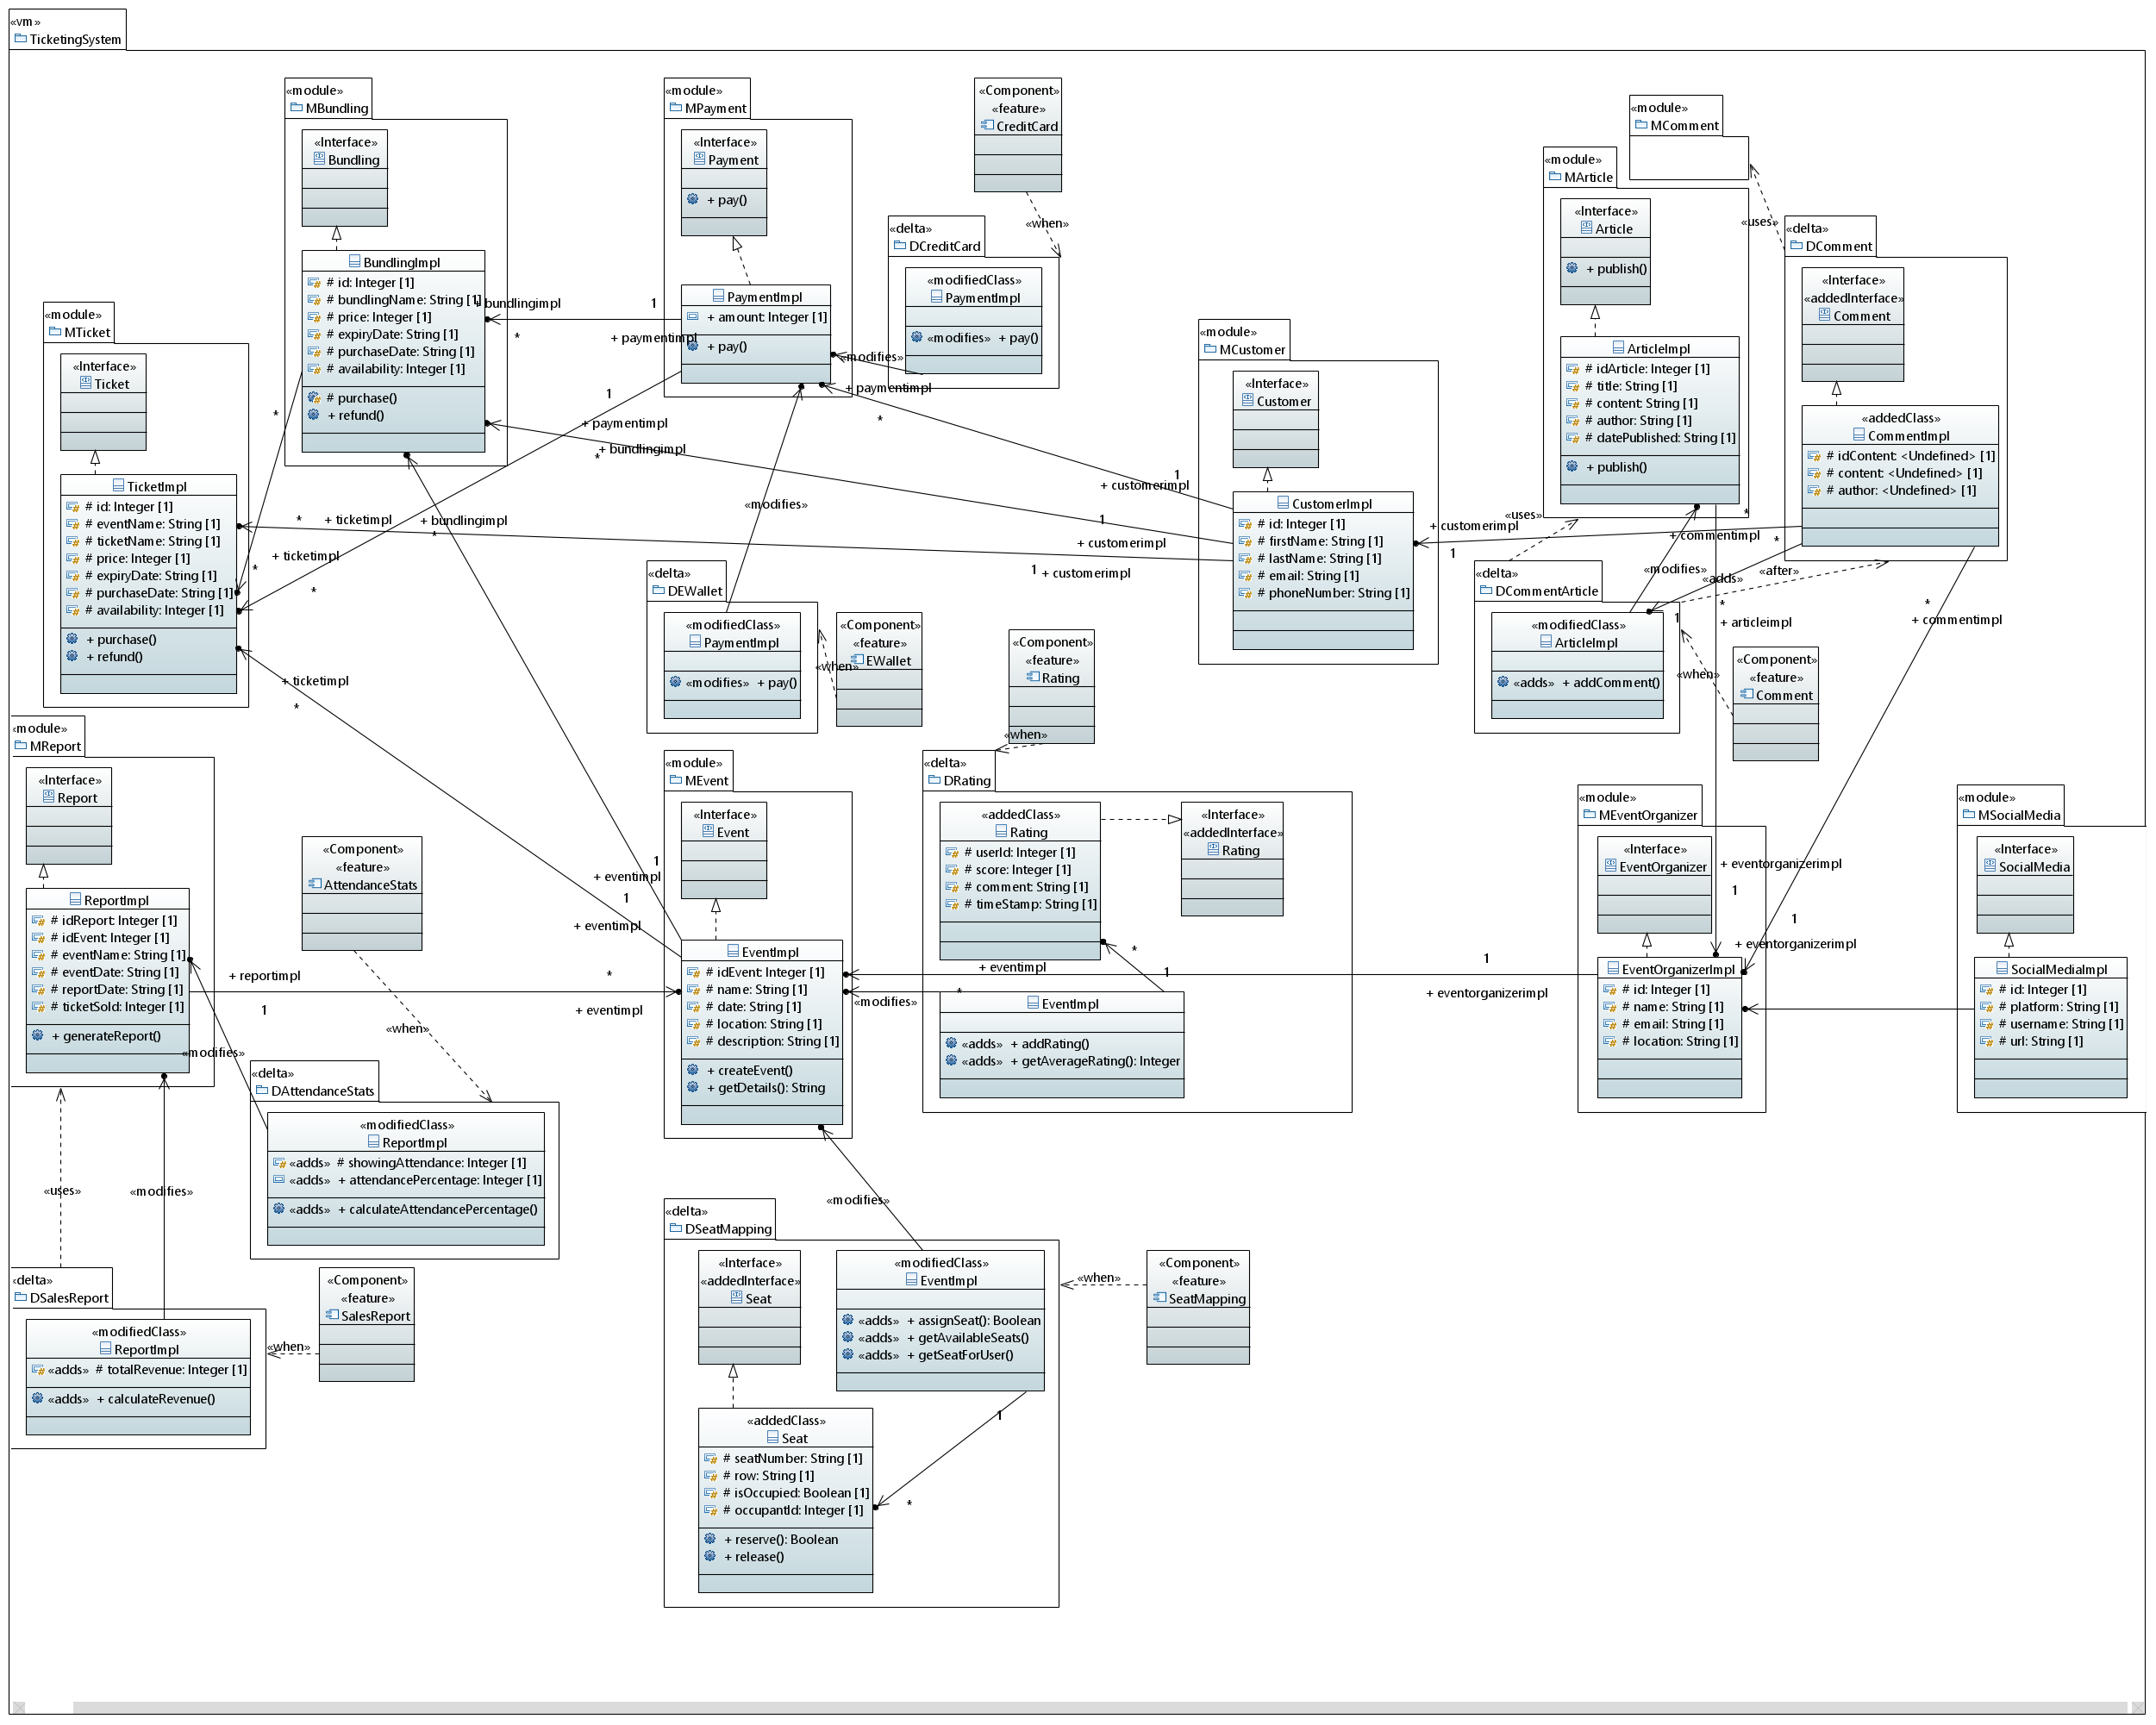 «vm»
TicketingSystem
«module»
MBundling
«Interface»
Bundling
BundlingImpl
# id: Integer [1]
# bundlingName: String [1]
# price: Integer [1]
# expiryDate: String [1]
# purchaseDate: String [1]
# availability: Integer [1]
# purchase()
+ refund()
«module»
MPayment
«Interface»
Payment
+ pay()
PaymentImpl
+ amount: Integer [1]
+ pay()
«Component»
«feature»
CreditCard
«when»
«delta»
DCreditCard
«modifiedClass»
PaymentImpl
«modifies» + pay()
«modifies»
«module»
MComment
«module»
MArticle
«Interface»
Article
+ publish()
ArticleImpl
# idArticle: Integer [1]
# title: String [1]
# content: String [1]
# author: String [1]
# datePublished: String [1]
+ publish()
«uses»
«delta»
DComment
«Interface»
«addedInterface»
Comment
«addedClass»
CommentImpl
# idContent: <Undefined> [1]
# content: <Undefined> [1]
# author: <Undefined> [1]
«module»
MTicket
«Interface»
Ticket
TicketImpl
# id: Integer [1]
# eventName: String [1]
# ticketName: String [1]
# price: Integer [1]
# expiryDate: String [1]
# purchaseDate: String [1]
# availability: Integer [1]
+ purchase()
+ refund()
+ bundlingimpl
1
*
+ paymentimpl
1
*
+ paymentimpl
+ paymentimpl
*
+ bundlingimpl
*
«modifies»
+ bundlingimpl
*
+ ticketimpl
*
+ ticketimpl
*
*
+ ticketimpl
*
«module»
MCustomer
«Interface»
Customer
CustomerImpl
# id: Integer [1]
# firstName: String [1]
# lastName: String [1]
# email: String [1]
# phoneNumber: String [1]
1
+ customerimpl
1
+ customerimpl
1
+ customerimpl
+ customerimpl
1
«uses»
*
+ commentimpl
*
«modifies»
«adds»
«after»
1
*
+ articleimpl
*
+ commentimpl
«delta»
DCommentArticle
«modifiedClass»
ArticleImpl
«adds» + addComment()
«when»
«Component»
«feature»
Comment
«delta»
DEWallet
«modifiedClass»
PaymentImpl
«modifies» + pay()
«when»
«Component»
«feature»
EWallet
«Component»
«feature»
Rating
«when»
«module»
MReport
«Interface»
Report
ReportImpl
# idReport: Integer [1]
# idEvent: Integer [1]
# eventName: String [1]
# eventDate: String [1]
# reportDate: String [1]
# ticketSold: Integer [1]
+ generateReport()
«Component»
«feature»
AttendanceStats
«when»
+ reportimpl
1
*
+ eventimpl
«modifies»
1
+ eventimpl
1
+ eventimpl
«module»
MEvent
«Interface»
Event
EventImpl
# idEvent: Integer [1]
# name: String [1]
# date: String [1]
# location: String [1]
# description: String [1]
+ createEvent()
+ getDetails(): String
«delta»
DRating
«addedClass»
Rating
# userId: Integer [1]
# score: Integer [1]
# comment: String [1]
# timeStamp: String [1]
«Interface»
«addedInterface»
Rating
*
1
+ eventimpl
*
«modifies»
EventImpl
«adds» + addRating()
«adds» + getAverageRating(): Integer
1
+ eventorganizerimpl
«module»
MEventOrganizer
«Interface»
EventOrganizer
EventOrganizerImpl
# id: Integer [1]
# name: String [1]
# email: String [1]
# location: String [1]
+ eventorganizerimpl
1
1
+ eventorganizerimpl
«module»
MSocialMedia
«Interface»
SocialMedia
SocialMediaImpl
# id: Integer [1]
# platform: String [1]
# username: String [1]
# url: String [1]
«delta»
DAttendanceStats
«modifiedClass»
ReportImpl
«adds» # showingAttendance: Integer [1]
«adds» + attendancePercentage: Integer [1]
«adds» + calculateAttendancePercentage()
«uses»
«modifies»
«delta»
DSalesReport
«modifiedClass»
ReportImpl
«adds» # totalRevenue: Integer [1]
«adds» + calculateRevenue()
«when»
«Component»
«feature»
SalesReport
«modifies»
«delta»
DSeatMapping
«Interface»
«addedInterface»
Seat
«modifiedClass»
EventImpl
«adds» + assignSeat(): Boolean
«adds» + getAvailableSeats()
«adds» + getSeatForUser()
«when»
«Component»
«feature»
SeatMapping
1
*
«addedClass»
Seat
# seatNumber: String [1]
# row: String [1]
# isOccupied: Boolean [1]
# occupantId: Integer [1]
+ reserve(): Boolean
+ release()